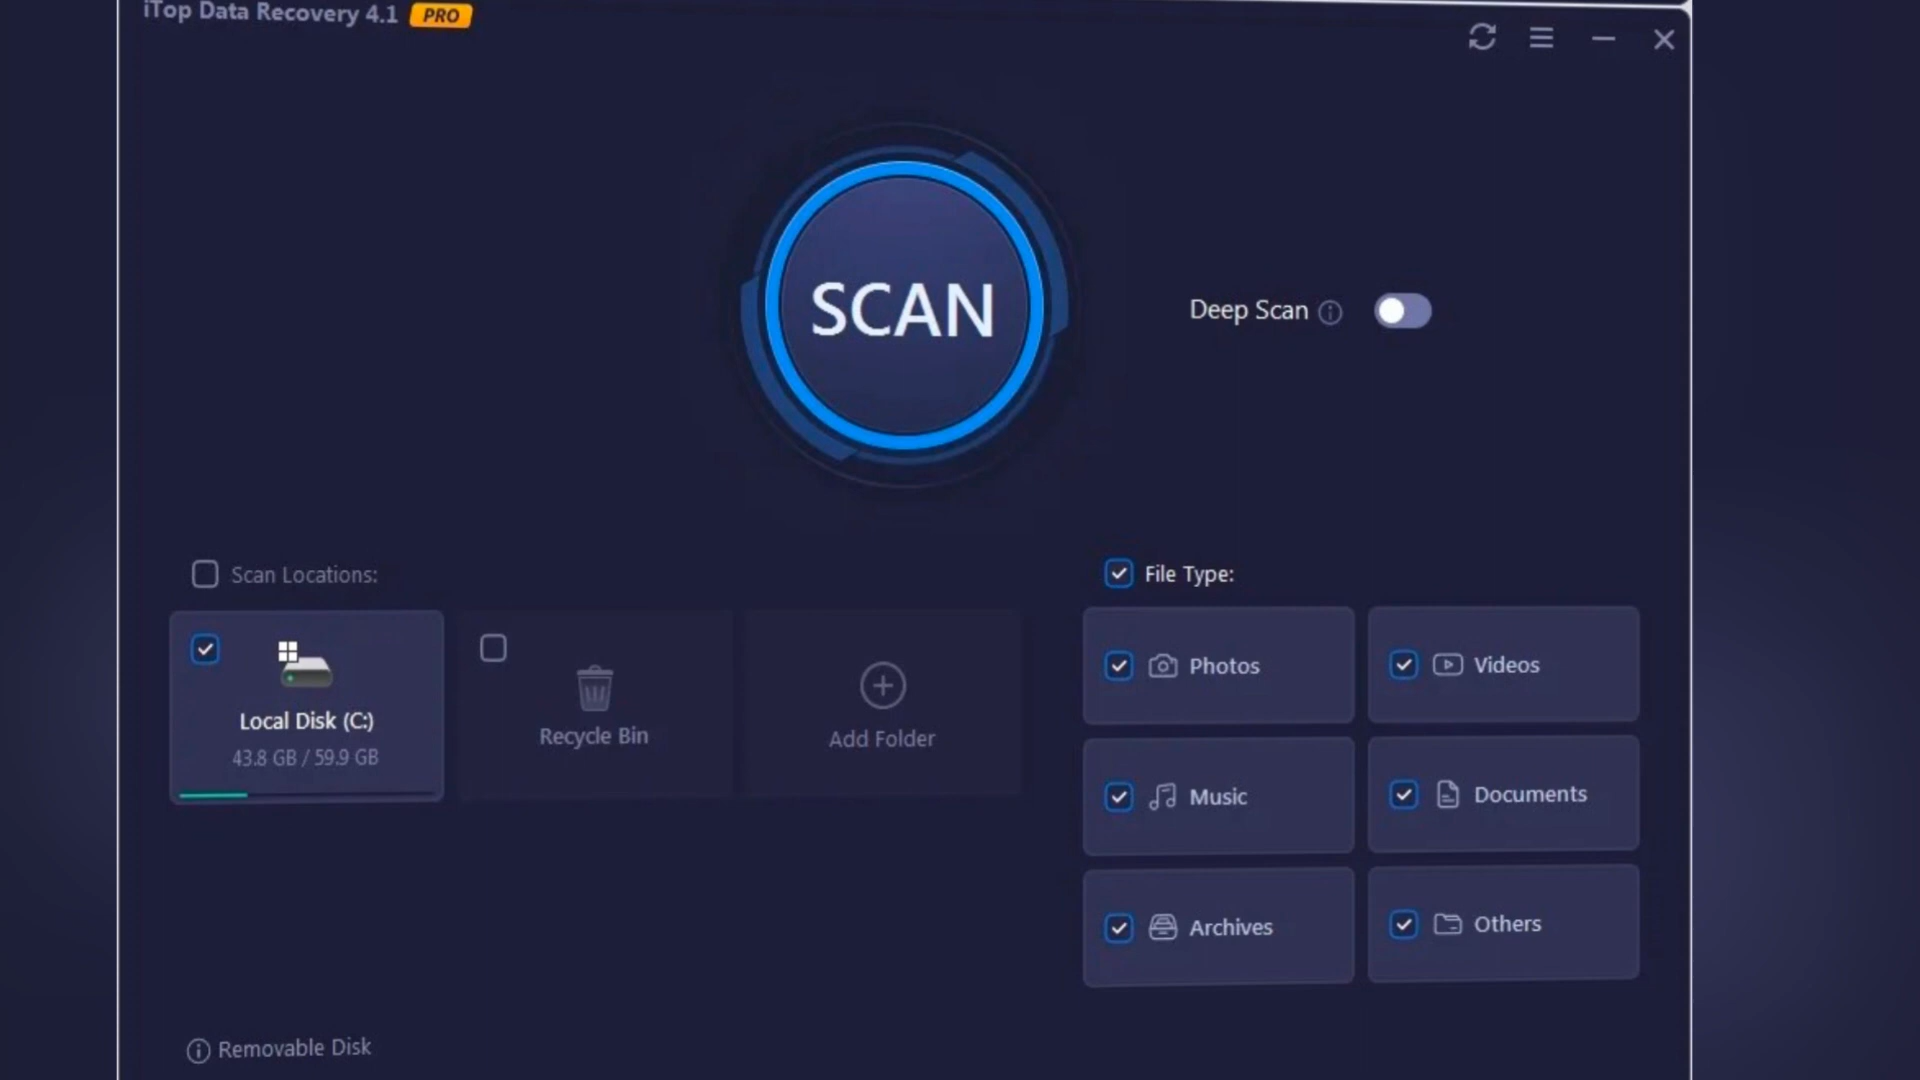 iTop Data Recovery 4.1 PRO
SCAN
Deep Scan
Scan Locations:
File Type:
Local Disk (C:)
43.8 GB / 59.9 GB
Recycle Bin
Add Folder
Photos
Videos
Music
Documents
Archives
Others
Removable Disk